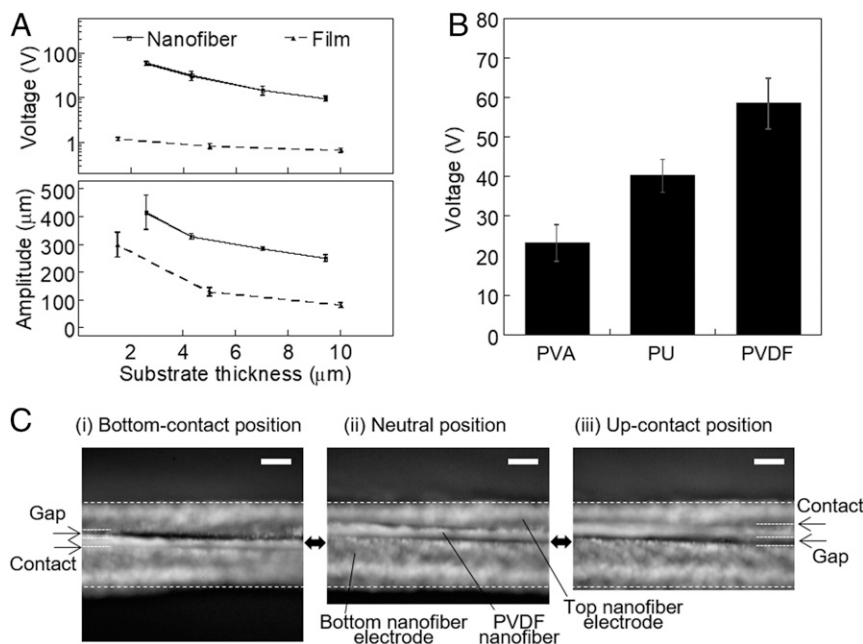 A
Nanofiber
Film
Voltage (V)
100
10
1
Amplitude (μm)
500
400
300
200
100
0
2
4
6
8
10
Substrate thickness (μm)
B
Voltage (V)
80
70
60
50
40
30
20
10
0
PVA
PU
PVDF
C
(i) Bottom-contact position
(ii) Neutral position
(iii) Up-contact position
Gap
Contact
Contact
Gap
Bottom nanofiber
electrode
PVDF
nanofiber
Top nanofiber
electrode